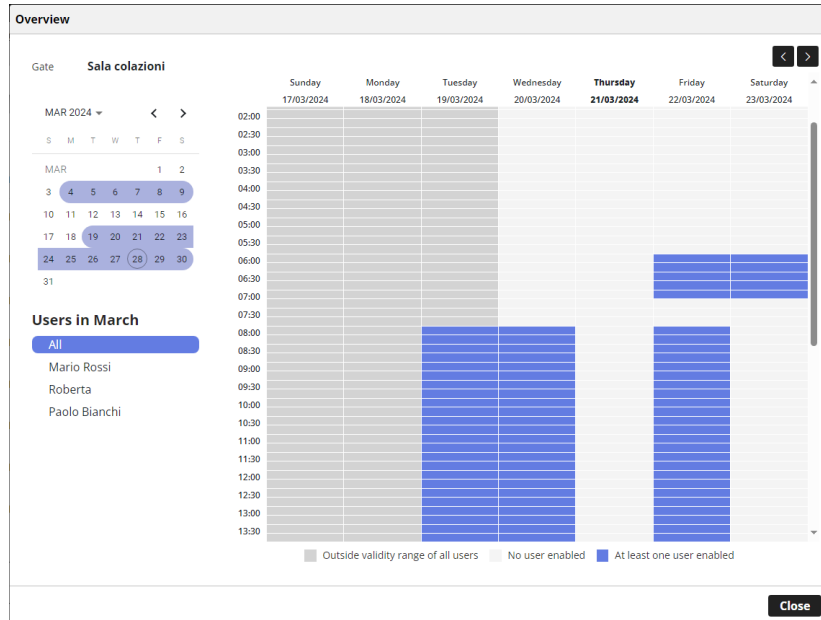 Overview
Gate Sala colazioni
MAR 2024
S M T W T F S
MAR 1 2
3 4 5 6 7 8 9
10 11 12 13 14 15 16
17 18 19 20 21 22 23
24 25 26 27 28 29 30
31
Users in March
All
Mario Rossi
Roberta
Paolo Bianchi
Sunday Monday Tuesday Wednesday Thursday Friday Saturday
17/03/2024 18/03/2024 19/03/2024 20/03/2024 21/03/2024 22/03/2024 23/03/2024
02:00
02:30
03:00
03:30
04:00
04:30
05:00
05:30
06:00
06:30
07:00
07:30
08:00
08:30
09:00
09:30
10:00
10:30
11:00
11:30
12:00
12:30
13:00
13:30
Outside validity range of all users No user enabled At least one user enabled
Close